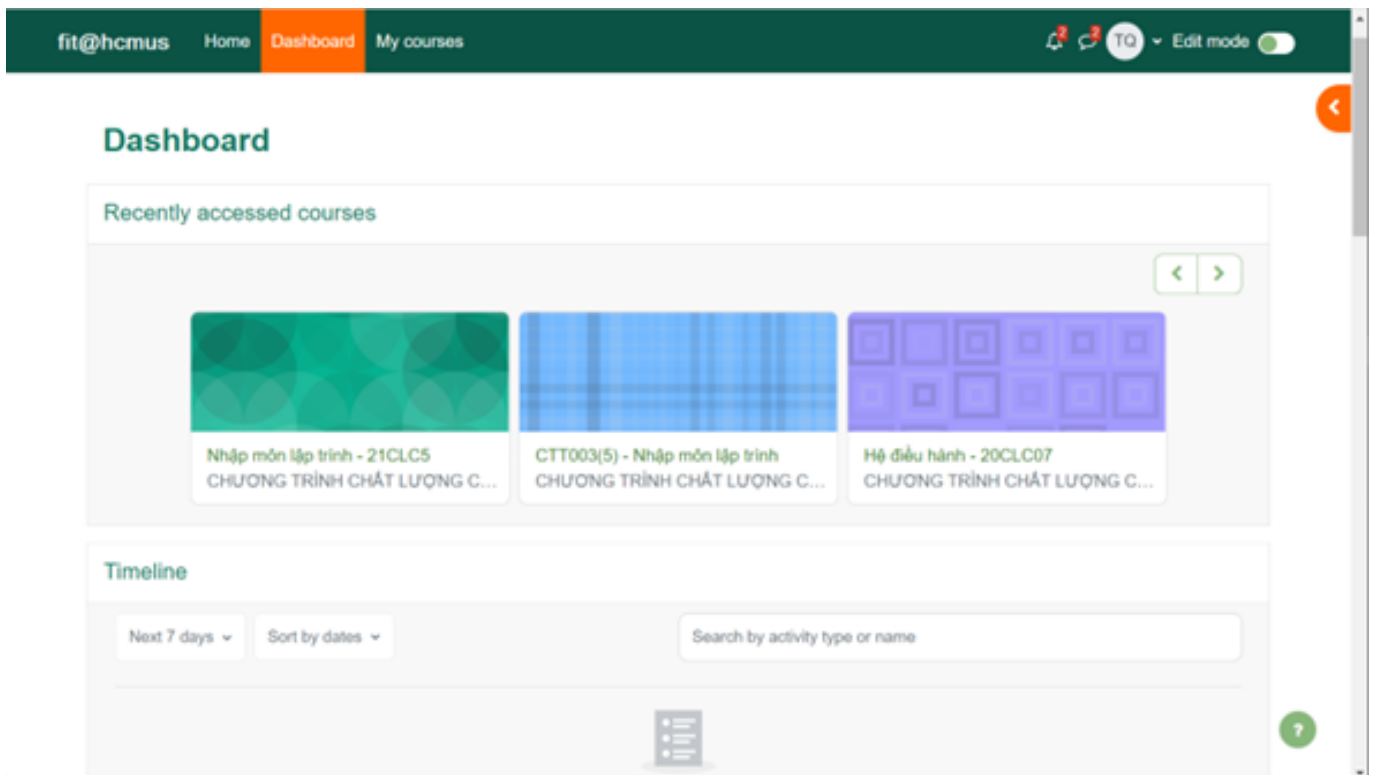 fit@hcmus Home Dashboard My courses 2 2 TQ Edit mode
Dashboard
Recently accessed courses
Nhập môn lập trình - 21CLC5
CHƯƠNG TRÌNH CHẤT LƯỢNG C...
CTT003(5) - Nhập môn lập trình
CHƯƠNG TRÌNH CHẤT LƯỢNG C...
Hệ điều hành - 20CLC07
CHƯƠNG TRÌNH CHẤT LƯỢNG C...
Timeline
Next 7 days Sort by dates Search by activity type or name
?